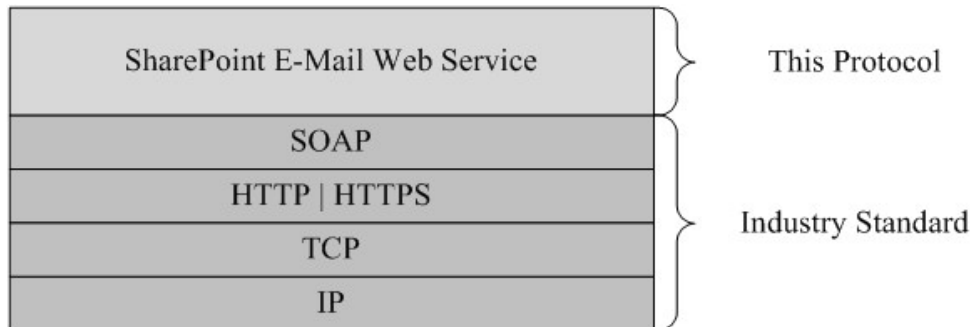 SharePoint E-Mail Web Service
This Protocol
SOAP
HTTP | HTTPS
TCP
IP
Industry Standard